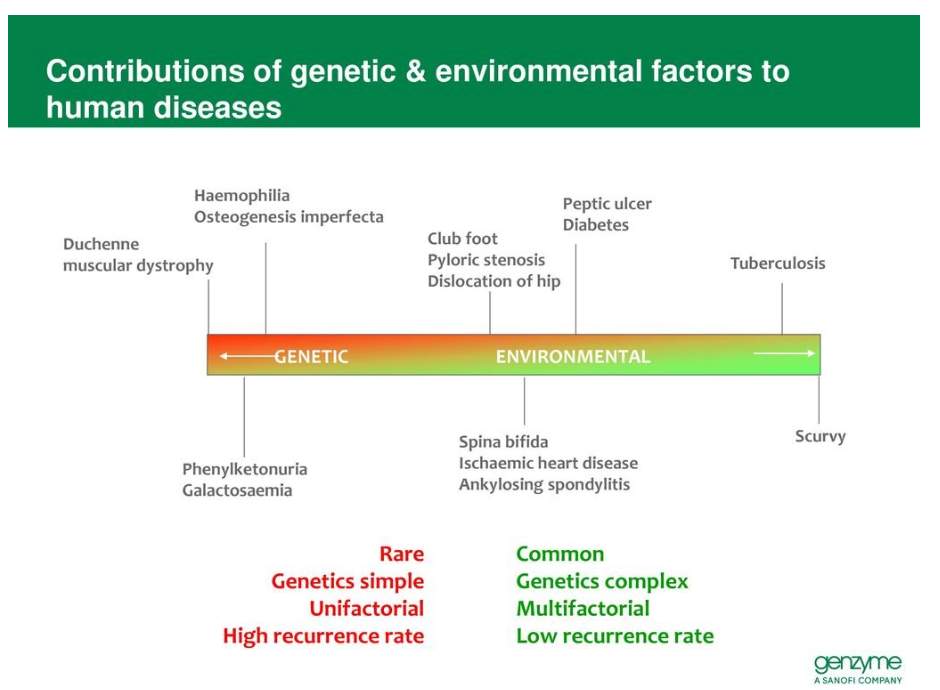 Contributions of genetic & environmental factors to
human diseases
Haemophilia
Osteogenesis imperfecta
Duchenne
muscular dystrophy
Club foot
Pyloric stenosis
Dislocation of hip
Peptic ulcer
Diabetes
Tuberculosis
GENETIC
ENVIRONMENTAL
Phenylketonuria
Galactosaemia
Spina bifida
Ischaemic heart disease
Ankylosing spondylitis
Scurvy
Rare
Genetics simple
Unifactorial
High recurrence rate
Common
Genetics complex
Multifactorial
Low recurrence rate
genzyme
A SANOFI COMPANY